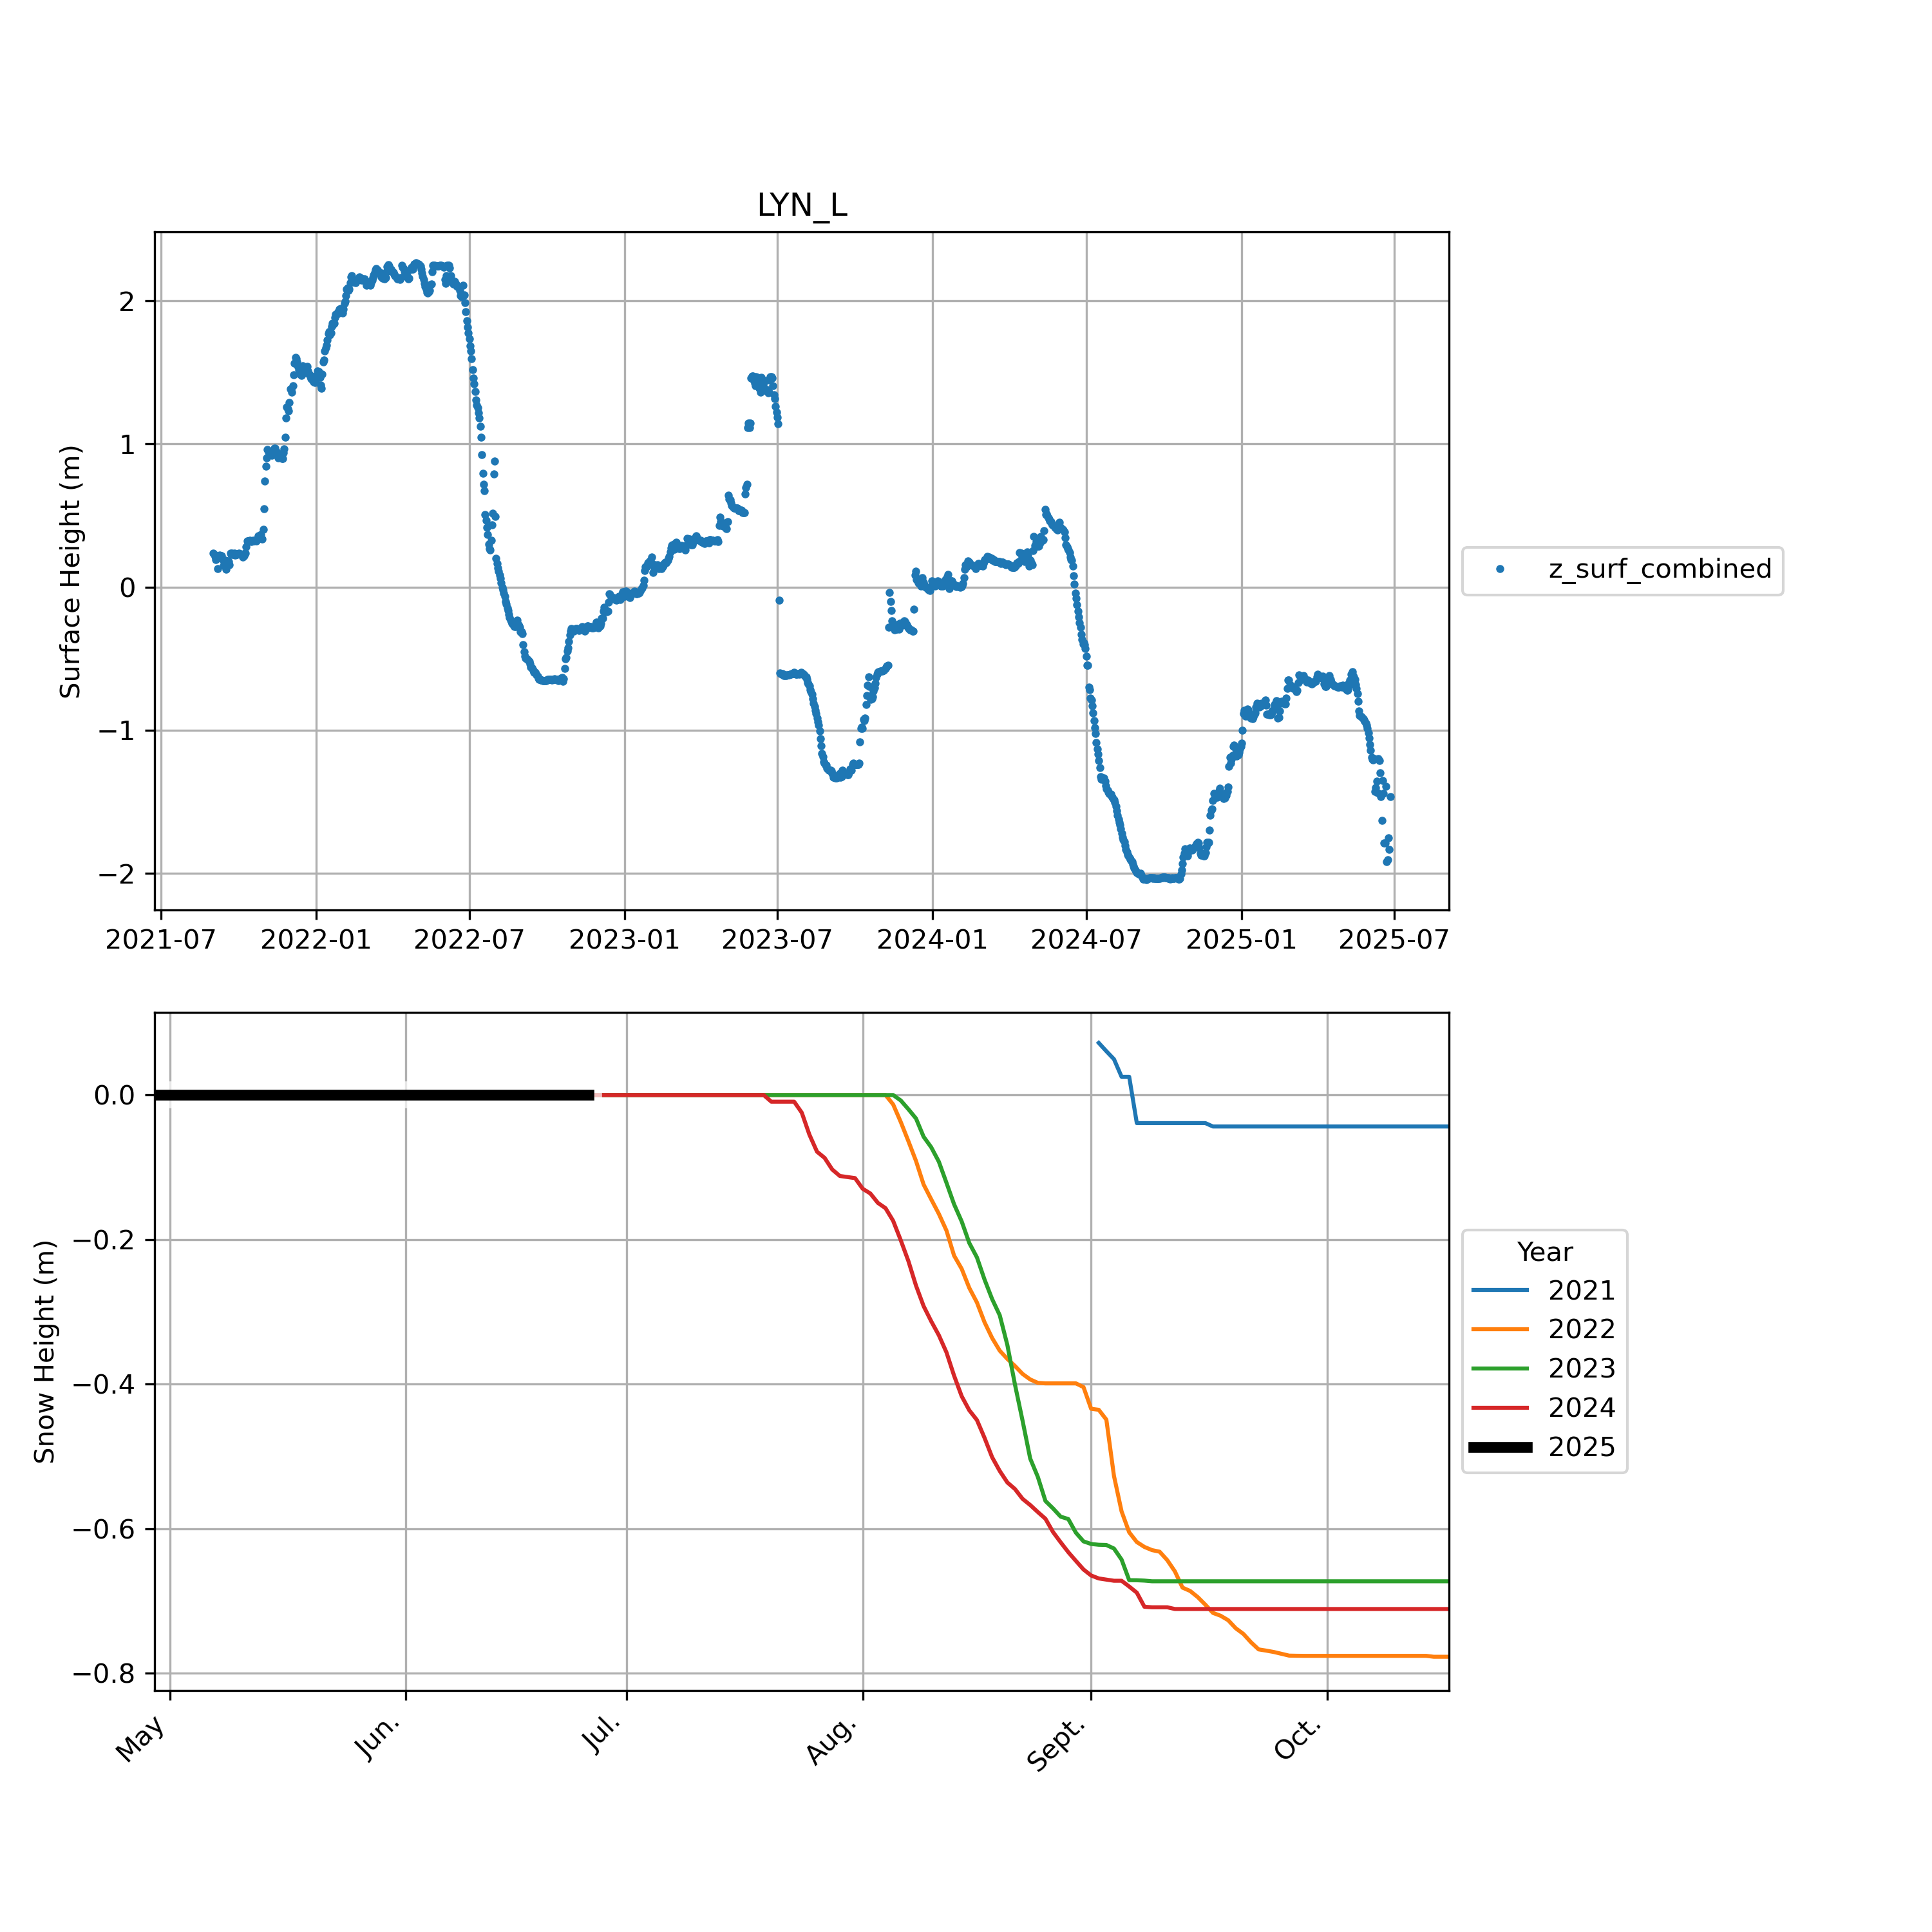 LYN_L
Surface Height (m)
2
1
0
−1
−2
2021-07 2022-01 2022-07 2023-01 2023-07 2024-01 2024-07 2025-01 2025-07
z_surf_combined
Snow Height (m)
0.0
−0.2
−0.4
−0.6
−0.8
May Jun. Jul. Aug. Sept. Oct.
Year
2021
2022
2023
2024
2025